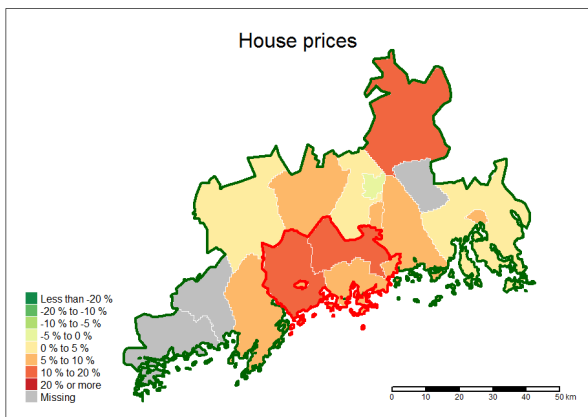 House prices
Less than -20 %
-20 % to -10 %
-10 % to -5 %
-5 % to 0 %
0 % to 5 %
5 % to 10 %
10 % to 20 %
20 % or more
Missing
0 10 20 30 40 50 km